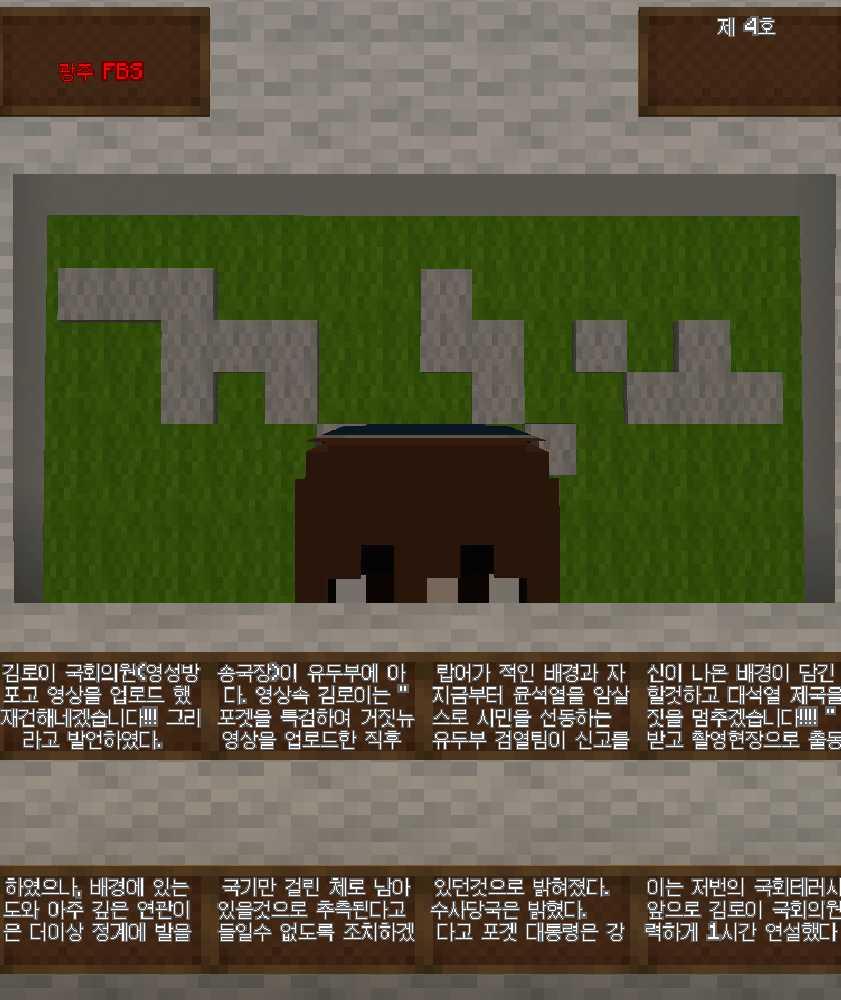 광주 FBS
제 4호
김로이 국회의원(영성방 송국장)이 유두부에 아 랍어가 적인 배경과 자 신이 나온 배경이 담긴
포고 영상을 업로드 했 다. 영상속 김로이는 " 지금부터 윤석열을 암살 할것하고 대석열 제국을
재건해네겠습니다!!! 그리 포겟을 특검하여 거짓뉴 스로 시민을 선동하는 짓을 멈추겠습니다!!!! "
라고 발언하였다. 영상을 업로드한 직후 유두부 검열팀이 신고를 받고 촬영현장으로 출동
하였으나, 배경에 있는 국기만 걸린 체로 남아 있던것으로 밝혀졌다. 이는 저번의 국회테러시
도와 아주 깊은 연관이 있을것으로 추측된다고 수사당국은 밝혔다. 앞으로 김로이 국회의원
은 더이상 정계에 발을 들일수 없도록 조치하겠 다고 포겟 대통령은 강 력하게 1시간 연설했다